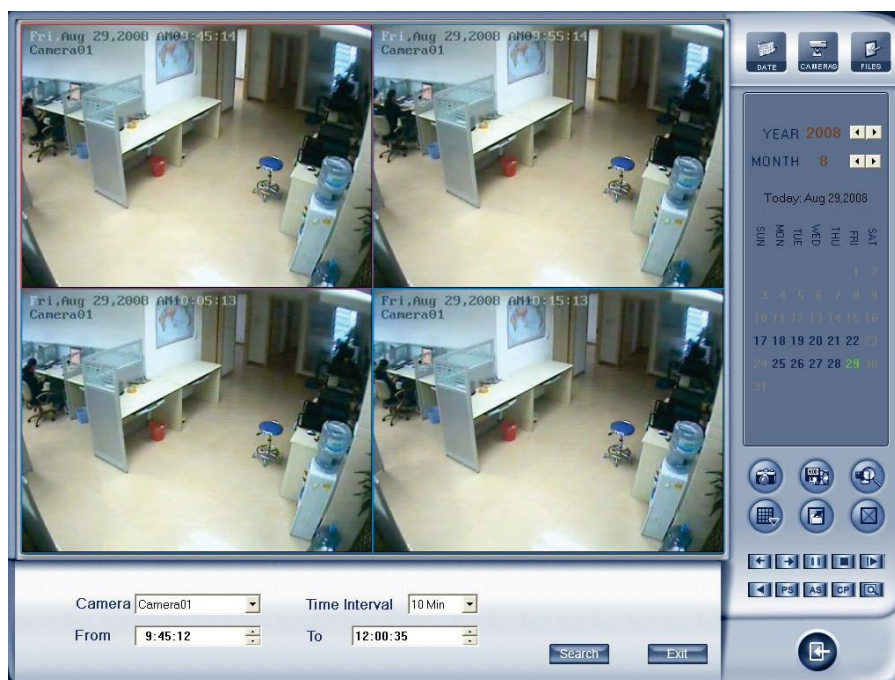 Fri,Aug 29,2008 AM09:45:14
Camera01
Fri,Aug 29,2008 AM09:55:14
Camera01
Fri,Aug 29,2008 AM10:05:13
Camera01
Fri,Aug 29,2008 AM10:15:13
Camera01
DATE CAMERAS FILES
YEAR 2008
MONTH 8
Today: Aug 29,2008
SUN MON TUE WED THU FRI SAT
1 2
3 4 5 6 7 8 9
10 11 12 13 14 15 16
17 18 19 20 21 22 23
24 25 26 27 28 29 30
31
PS AS CP
Camera Camera01 Time Interval 10 Min
From 9:45:12 To 12:00:35
Search Exit